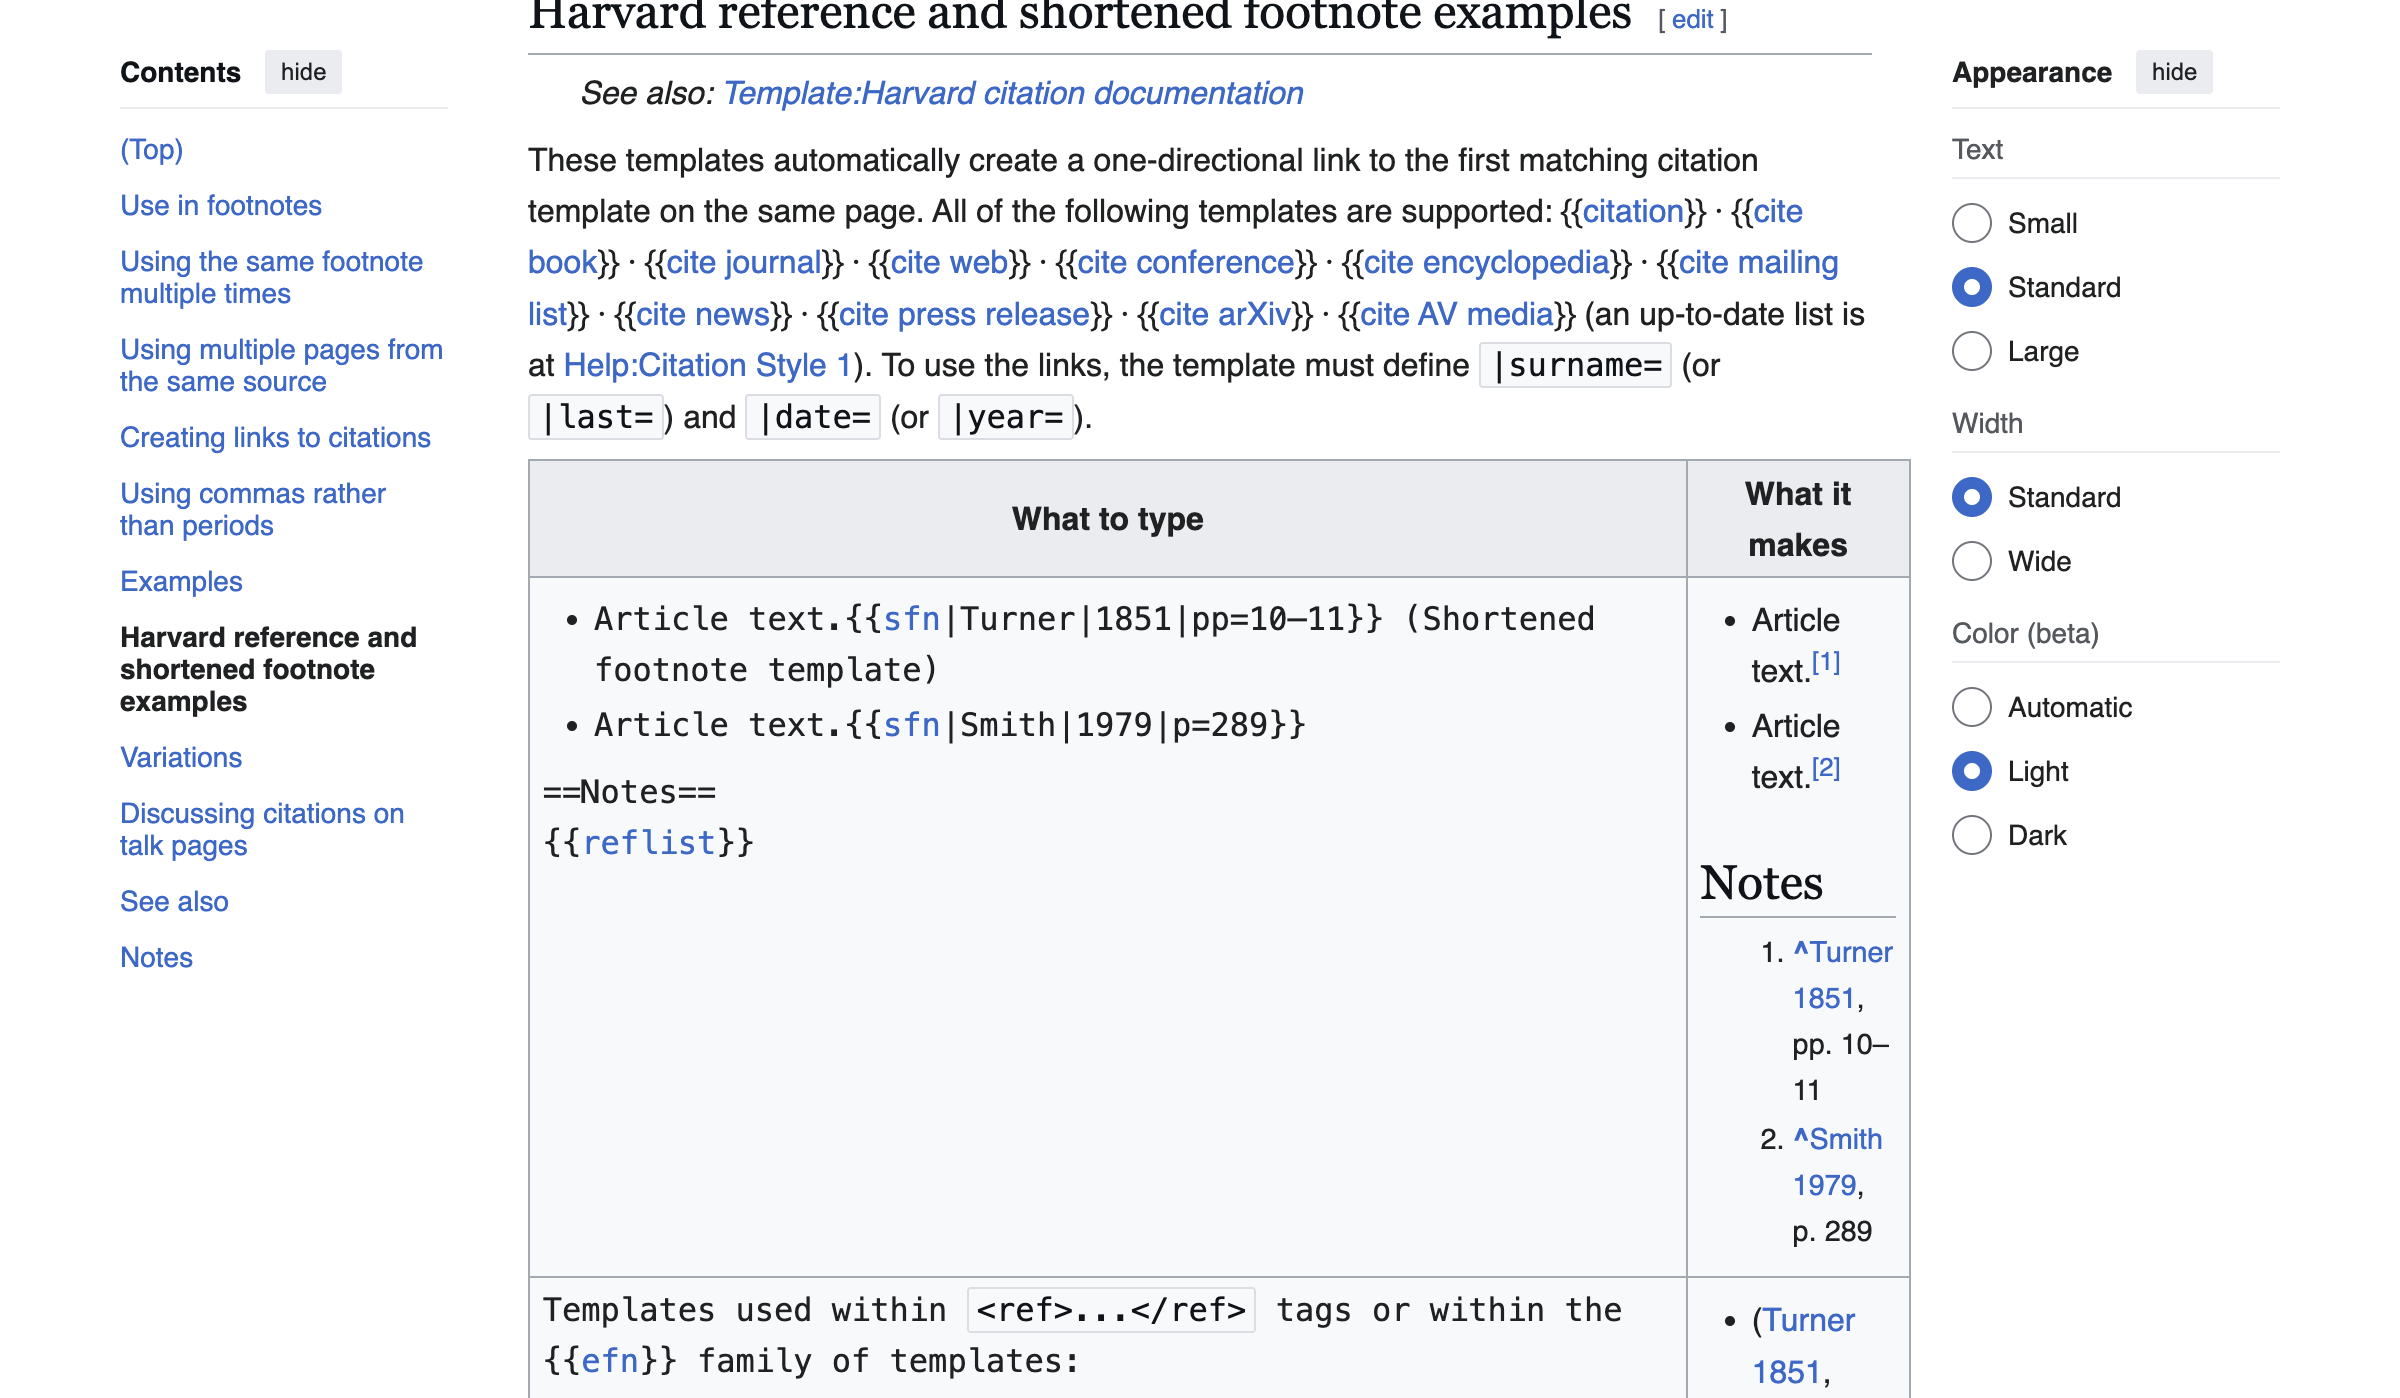 Contents hide
(Top)
Use in footnotes
Using the same footnote
multiple times
Using multiple pages from
the same source
Creating links to citations
Using commas rather
than periods
Examples
Harvard reference and
shortened footnote
examples
Variations
Discussing citations on
talk pages
See also
Notes
Harvard reference and shortened footnote examples [ edit ]
See also: Template:Harvard citation documentation
These templates automatically create a one-directional link to the first matching citation
template on the same page. All of the following templates are supported: {{citation}} · {{cite
book}} · {{cite journal}} · {{cite web}} · {{cite conference}} · {{cite encyclopedia}} · {{cite mailing
list}} · {{cite news}} · {{cite press release}} · {{cite arXiv}} · {{cite AV media}} (an up-to-date list is
at Help:Citation Style 1). To use the links, the template must define |surname= (or
|last=) and |date= (or |year=).
What to type
What it
makes
• Article text.{{sfn|Turner|1851|pp=10–11}} (Shortened
footnote template)
• Article text.{{sfn|Smith|1979|p=289}}
==Notes==
{{reflist}}
• Article
text.[1]
• Article
text.[2]
Notes
1. ^Turner
1851,
pp. 10–
11
2. ^Smith
1979,
p. 289
Templates used within <ref>...</ref> tags or within the
{{efn}} family of templates:
• (Turner
1851,
Appearance hide
Text
Small
Standard
Large
Width
Standard
Wide
Color (beta)
Automatic
Light
Dark